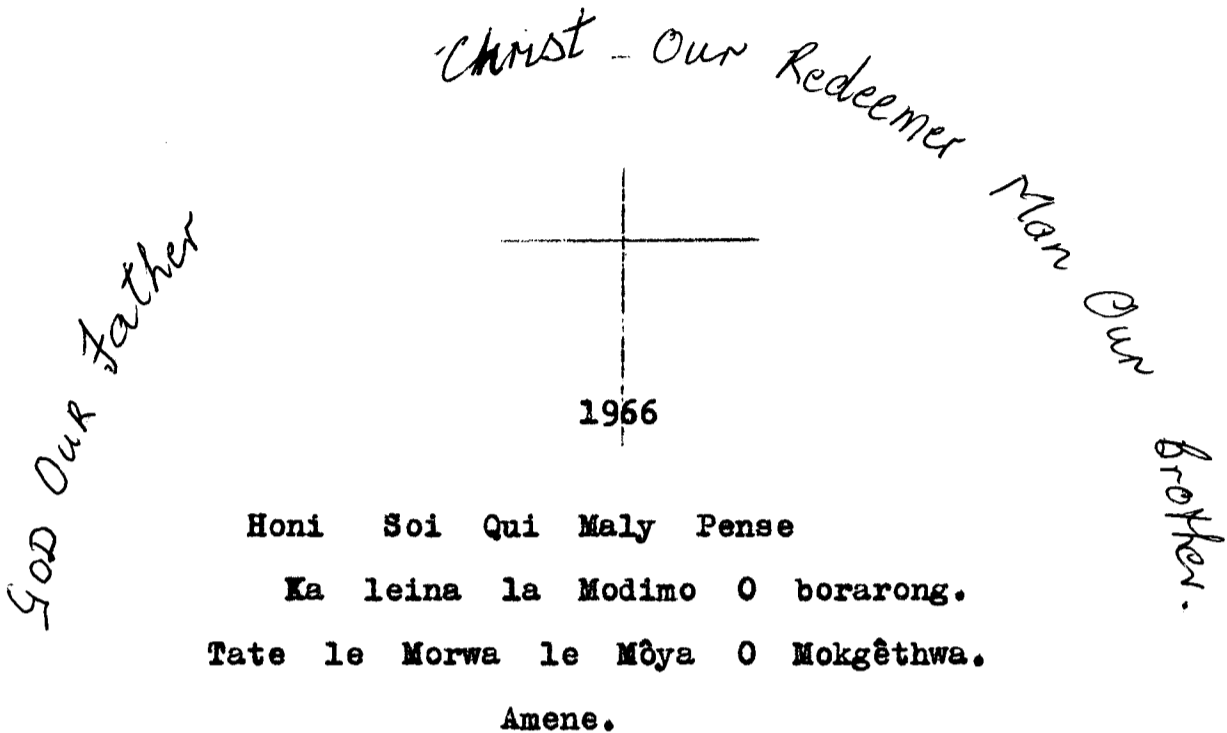 GOD OUR Father Christ - Our Redeemer Man Our Brother.
1966
Honi Soi Qui Maly Pense
Ka leina la Modimo O borarong.
Tate le Morwa le Môya O Mokgêthwa.
Amene.